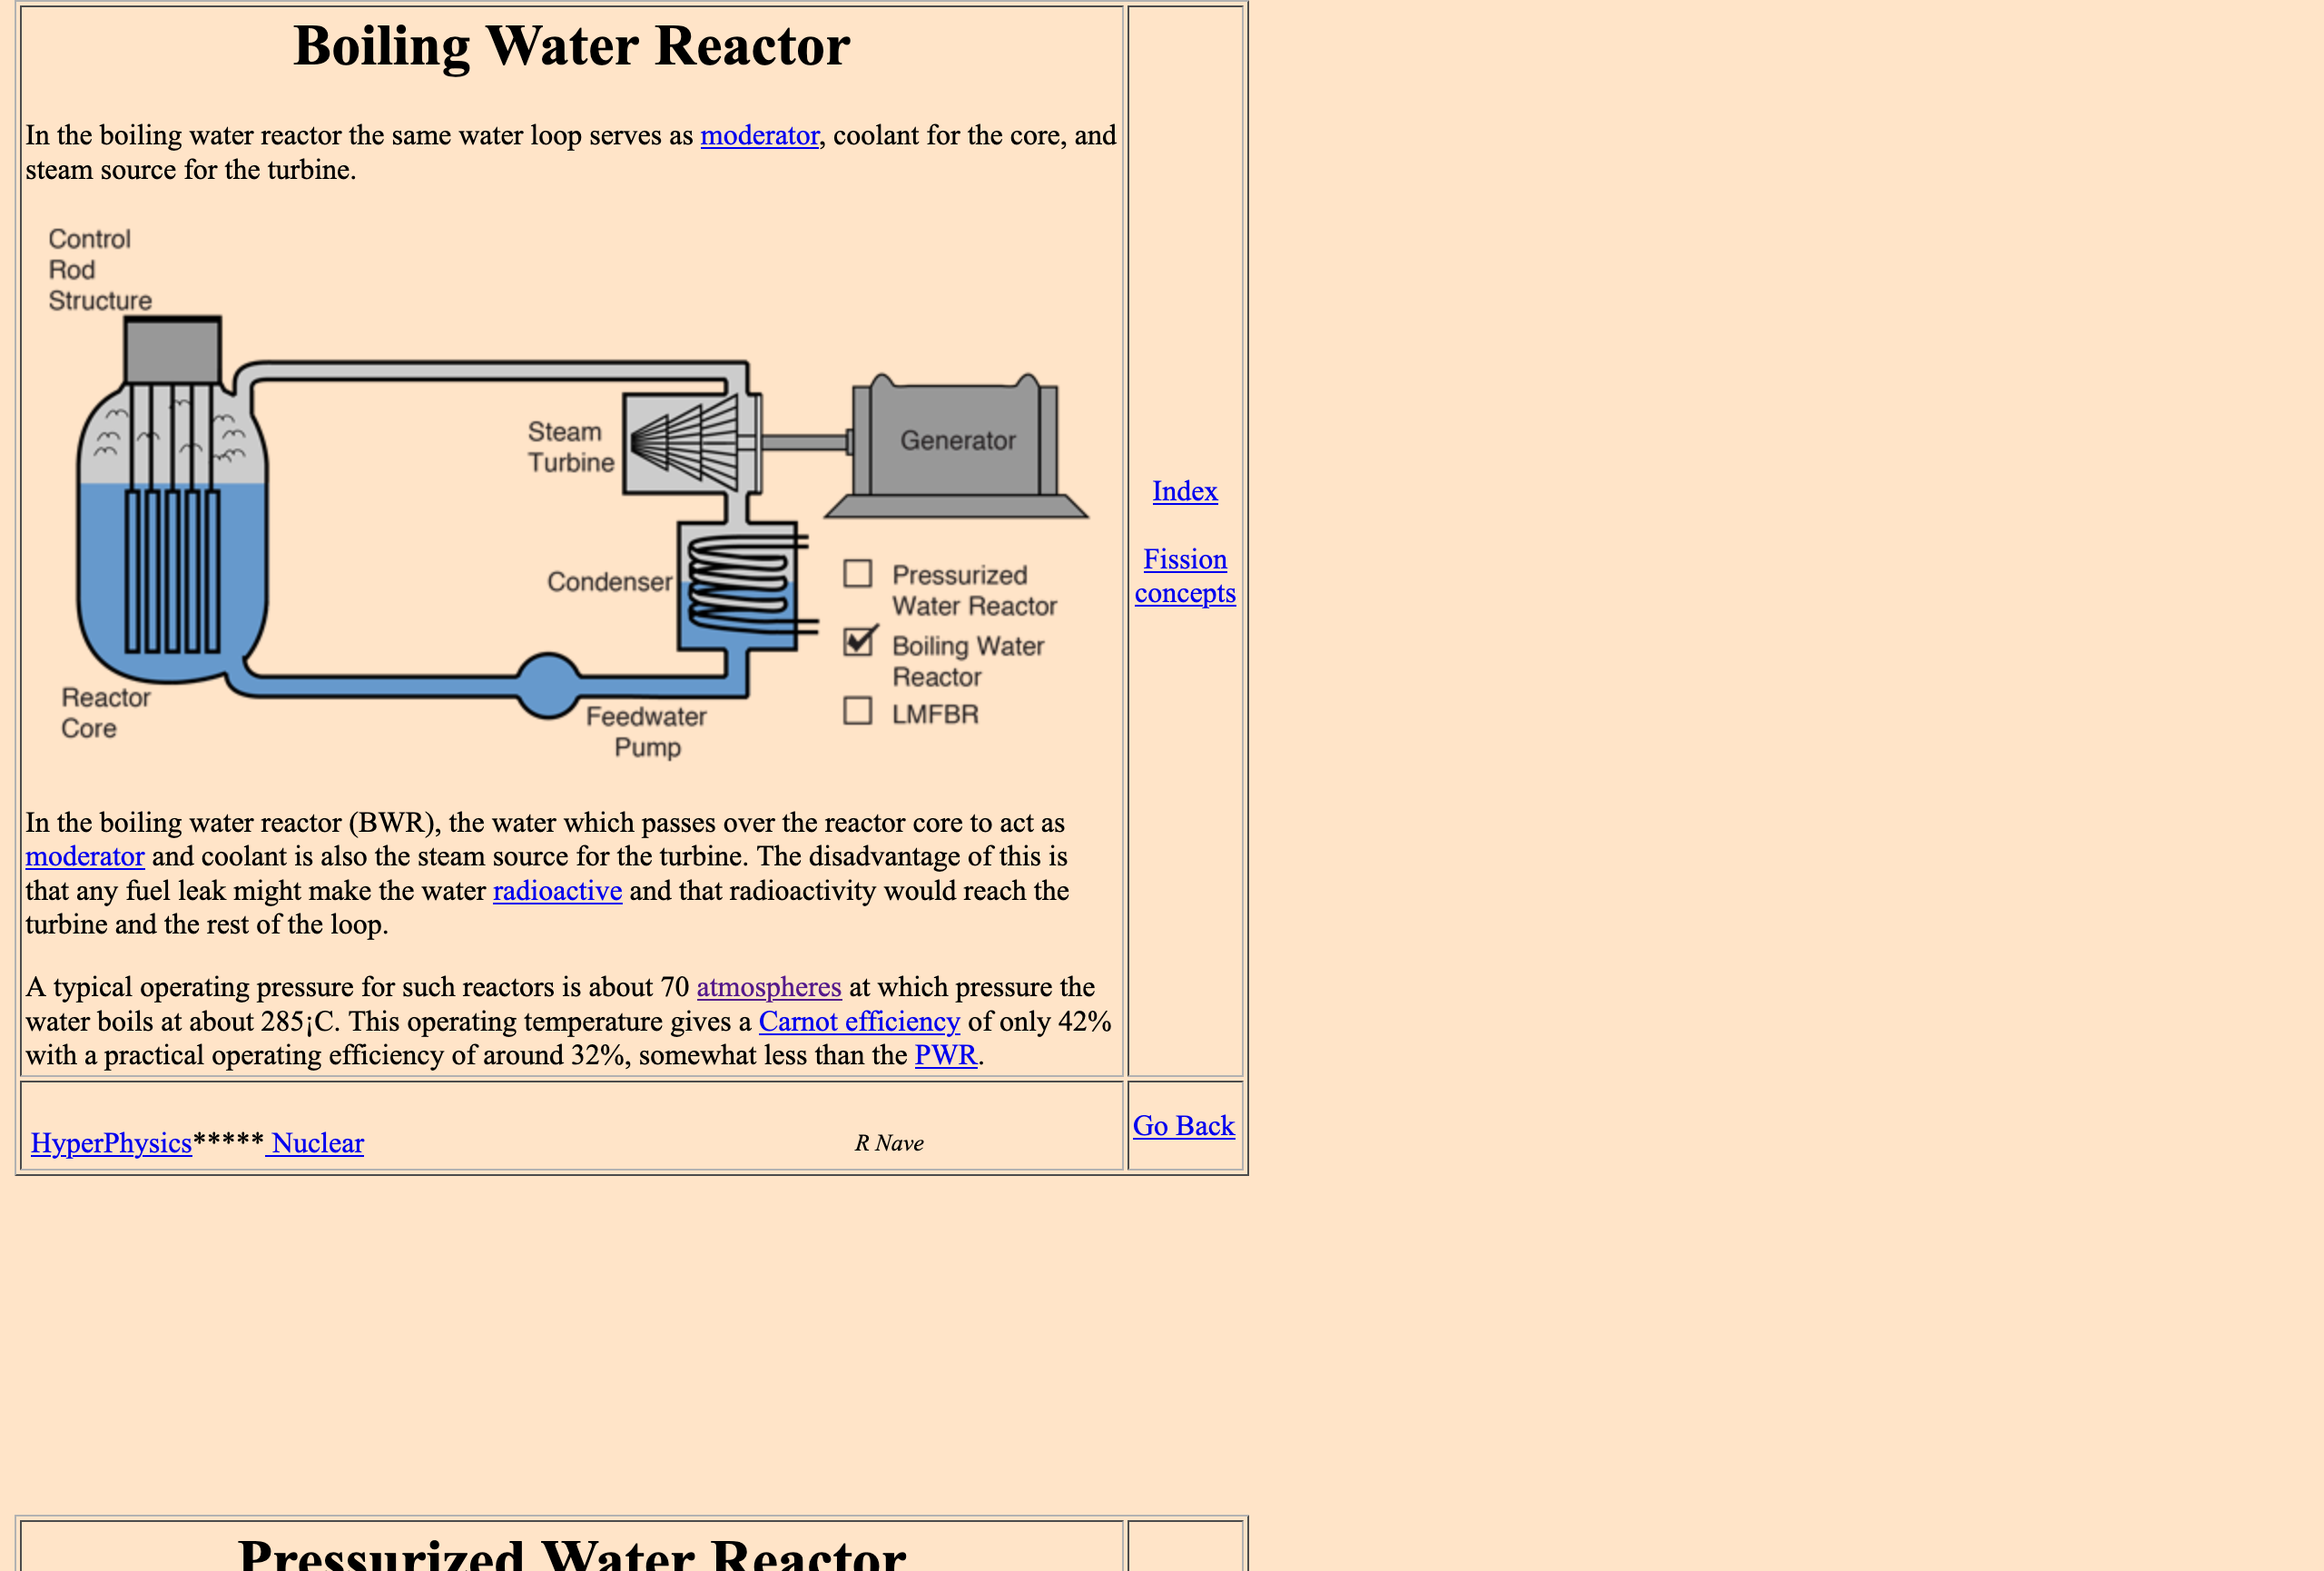 Boiling Water Reactor
In the boiling water reactor the same water loop serves as moderator, coolant for the core, and
steam source for the turbine.
Control
Rod
Structure
Steam
Turbine
Generator
Condenser
Pressurized
Water Reactor
Boiling Water
Reactor
LMFBR
Reactor
Core
Feedwater
Pump
In the boiling water reactor (BWR), the water which passes over the reactor core to act as
moderator and coolant is also the steam source for the turbine. The disadvantage of this is
that any fuel leak might make the water radioactive and that radioactivity would reach the
turbine and the rest of the loop.
A typical operating pressure for such reactors is about 70 atmospheres at which pressure the
water boils at about 285¡C. This operating temperature gives a Carnot efficiency of only 42%
with a practical operating efficiency of around 32%, somewhat less than the PWR.
Index
Fission
concepts
HyperPhysics***** Nuclear
R Nave
Go Back
Pressurized Water Reactor